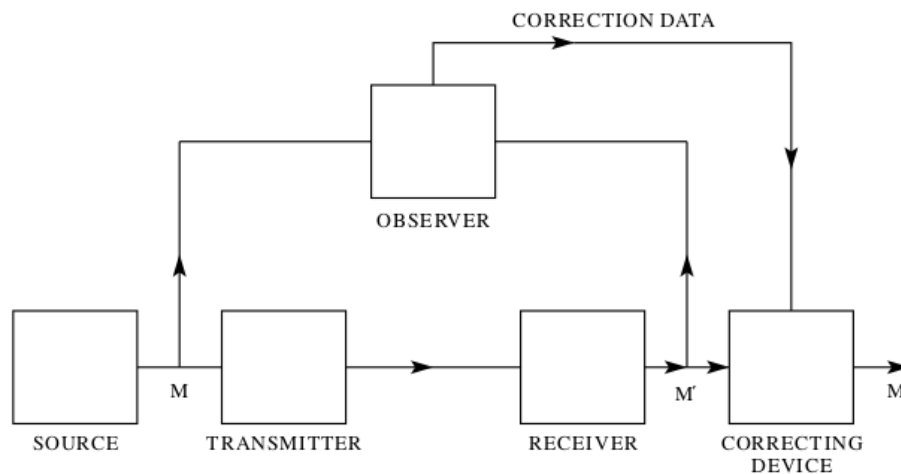 CORRECTION DATA
OBSERVER
M
M′
M
SOURCE
TRANSMITTER
RECEIVER
CORRECTING
DEVICE